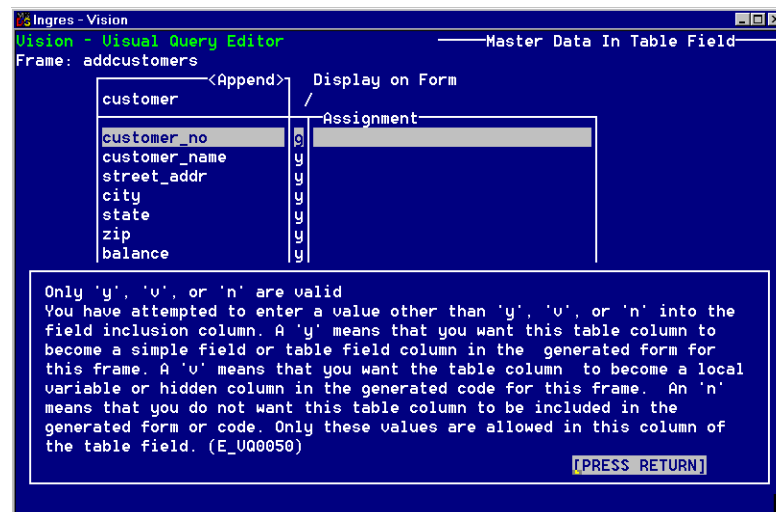 Ingres - Vision
Vision - Visual Query Editor Master Data In Table Field
Frame: addcustomers
<Append> Display on Form
customer /
Assignment
customer_no g
customer_name y
street_addr y
city y
state y
zip y
balance y
Only 'y', 'v', or 'n' are valid
You have attempted to enter a value other than 'y', 'v', or 'n' into the
field inclusion column. A 'y' means that you want this table column to
become a simple field or table field column in the generated form for
this frame. A 'v' means that you want the table column to become a local
variable or hidden column in the generated code for this frame. An 'n'
means that you do not want this table column to be included in the
generated form or code. Only these values are allowed in this column of
the table field. (E_VQ0050)
[PRESS RETURN]